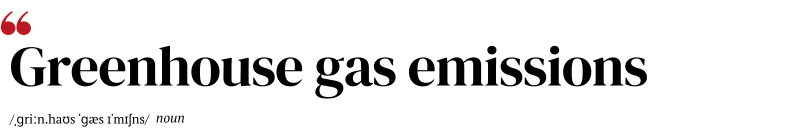 “
Greenhouse gas emissions
/ˌɡriːn.haʊs ˈɡæs ɪˈmɪʃns/ noun